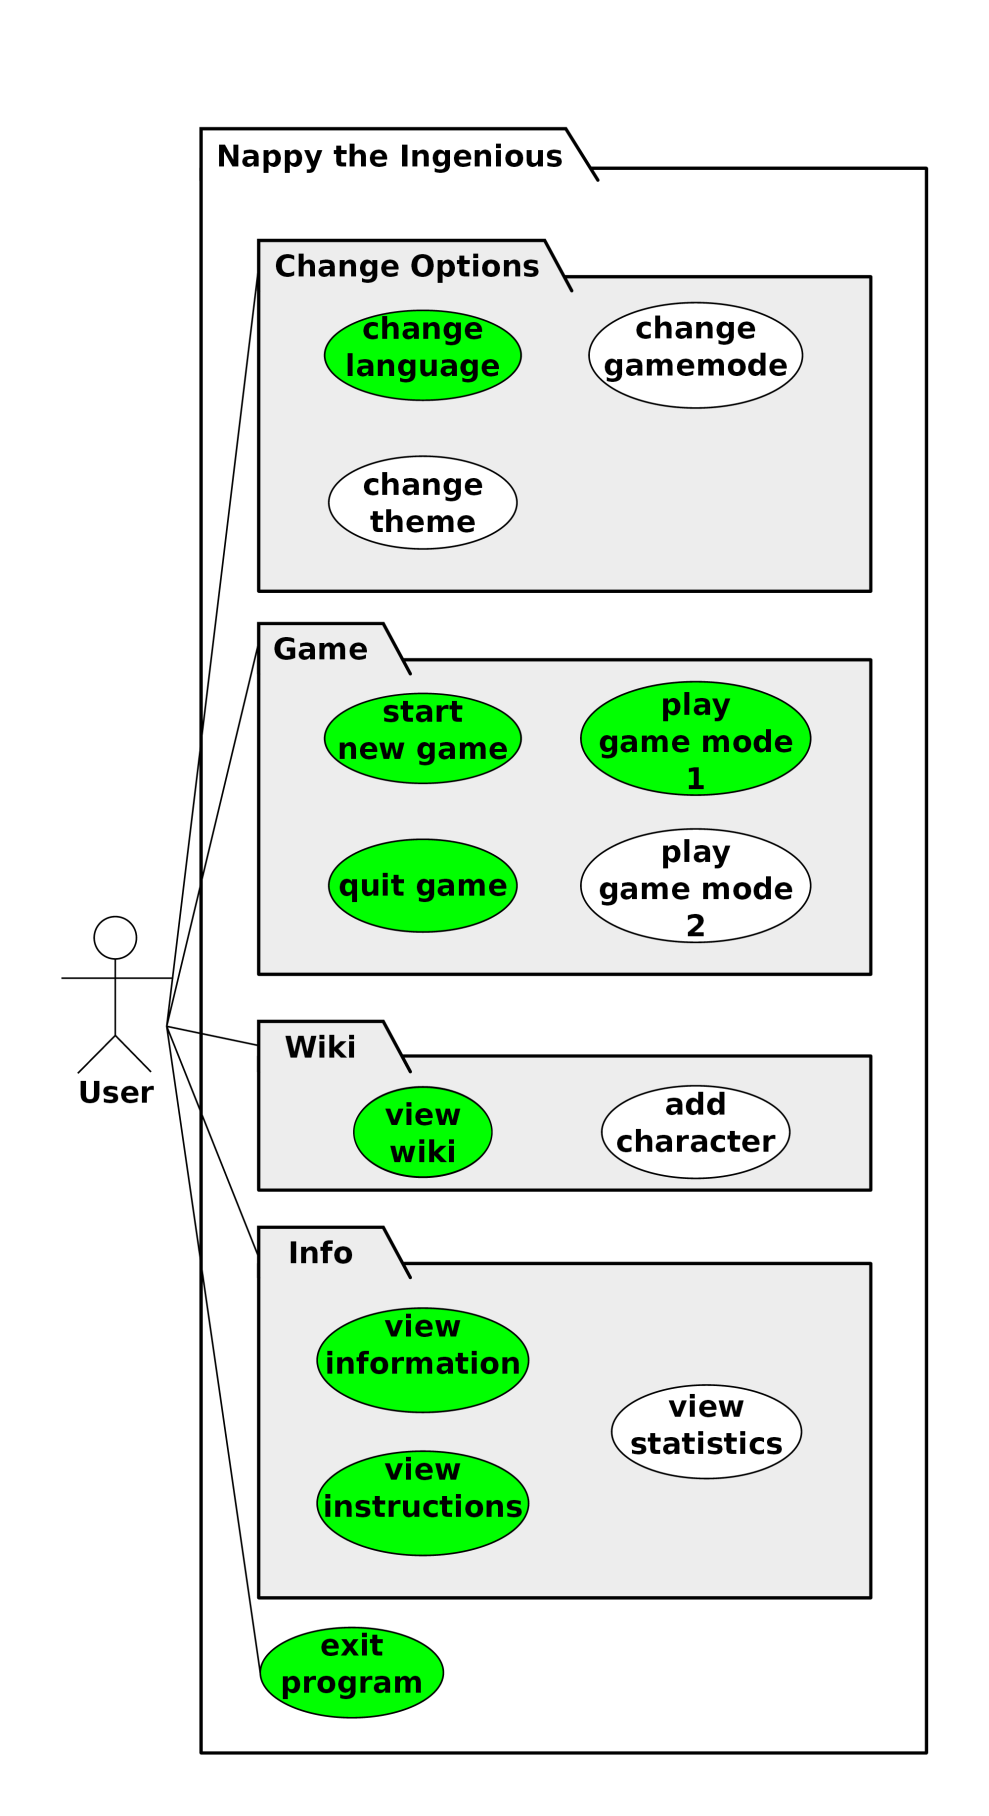 Nappy the Ingenious
Change Options
change
language
change
gamemode
change
theme
Game
start
new game
play
game mode
1
quit game
play
game mode
2
User
Wiki
view
wiki
add
character
Info
view
information
view
statistics
view
instructions
exit
program